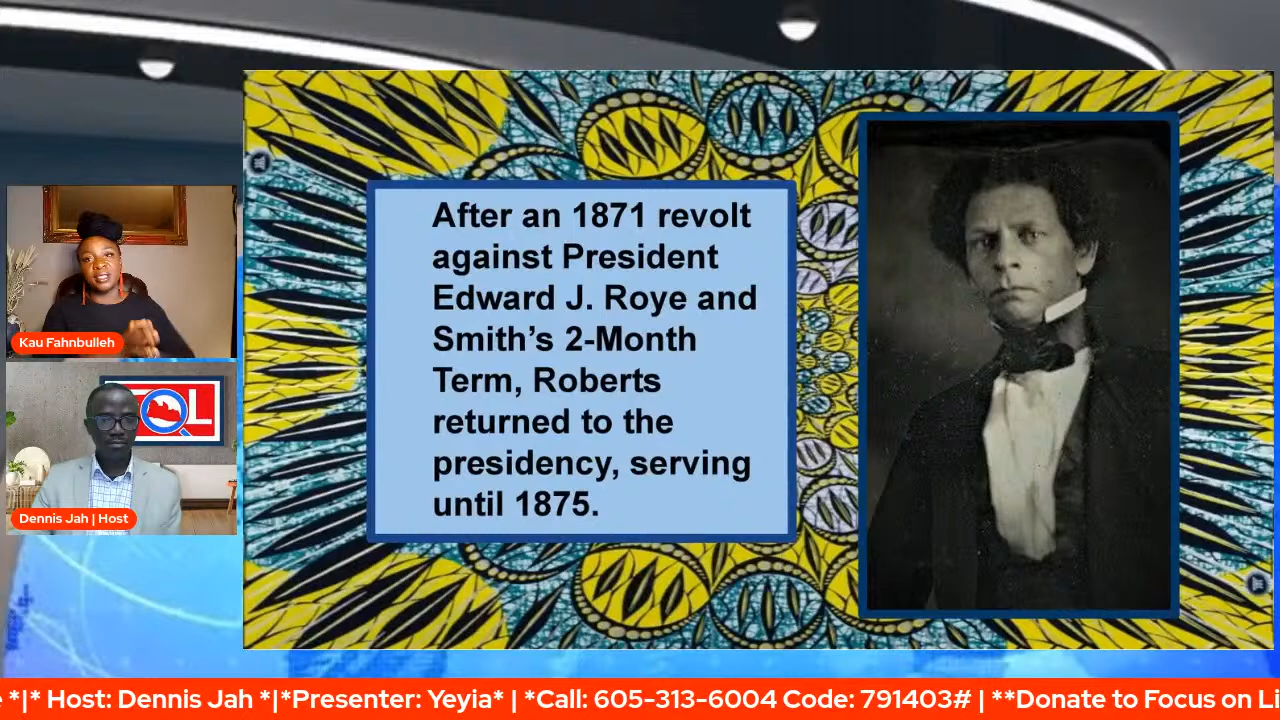 After an 1871 revolt
against President
Edward J. Roye and
Smith’s 2-Month
Term, Roberts
returned to the
presidency, serving
until 1875.
Kau Fahnbulleh
OL
Dennis Jah | Host
*|* Host: Dennis Jah *|*Presenter: Yeyia* | *Call: 605-313-6004 Code: 791403# | **Donate to Focus on Li